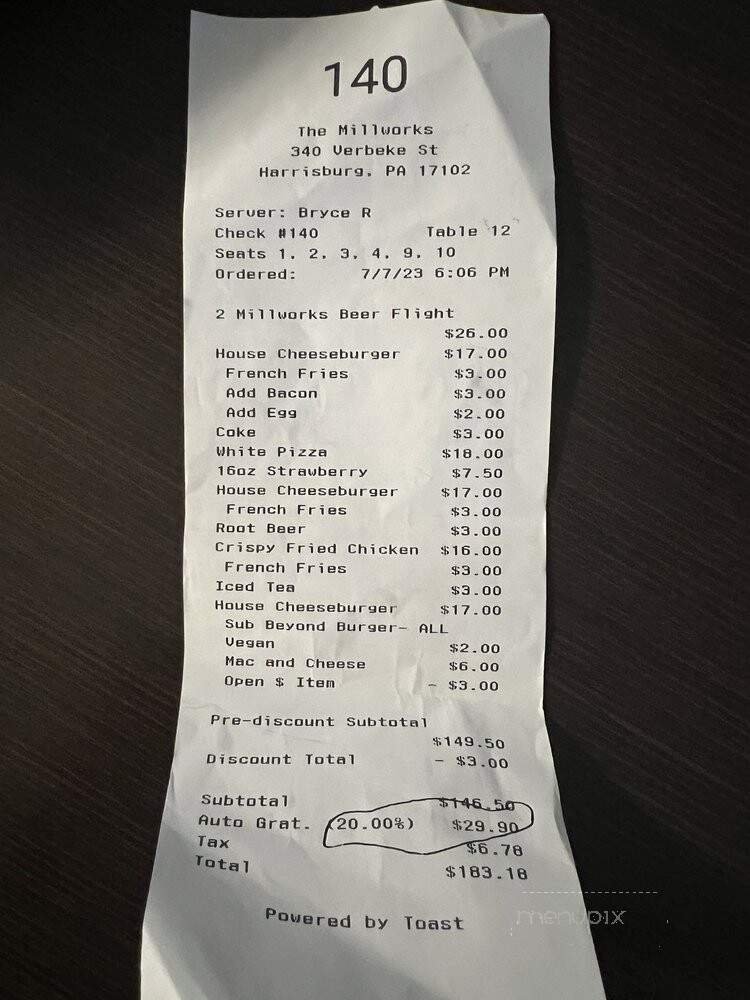 140
The Millworks
340 Verbeke St
Harrisburg, PA 17102
Server: Bryce R
Check #140 Table 12
Seats 1, 2, 3, 4, 9, 10
Ordered: 7/7/23 6:06 PM
2 Millworks Beer Flight
$26.00
House Cheeseburger $17.00
French Fries $3.00
Add Bacon $3.00
Add Egg $2.00
Coke $3.00
White Pizza $18.00
16oz Strawberry $7.50
House Cheeseburger $17.00
French Fries $3.00
Root Beer $3.00
Crispy Fried Chicken $16.00
French Fries $3.00
Iced Tea $3.00
House Cheeseburger $17.00
Sub Beyond Burger- ALL
Vegan $2.00
Mac and Cheese $6.00
Open $ Item - $3.00
Pre-discount Subtotal
$149.50
Discount Total - $3.00
Subtotal $146.50
Auto Grat. (20.00%) $29.90
Tax $6.78
Total $183.18
Powered by Toast
menupix